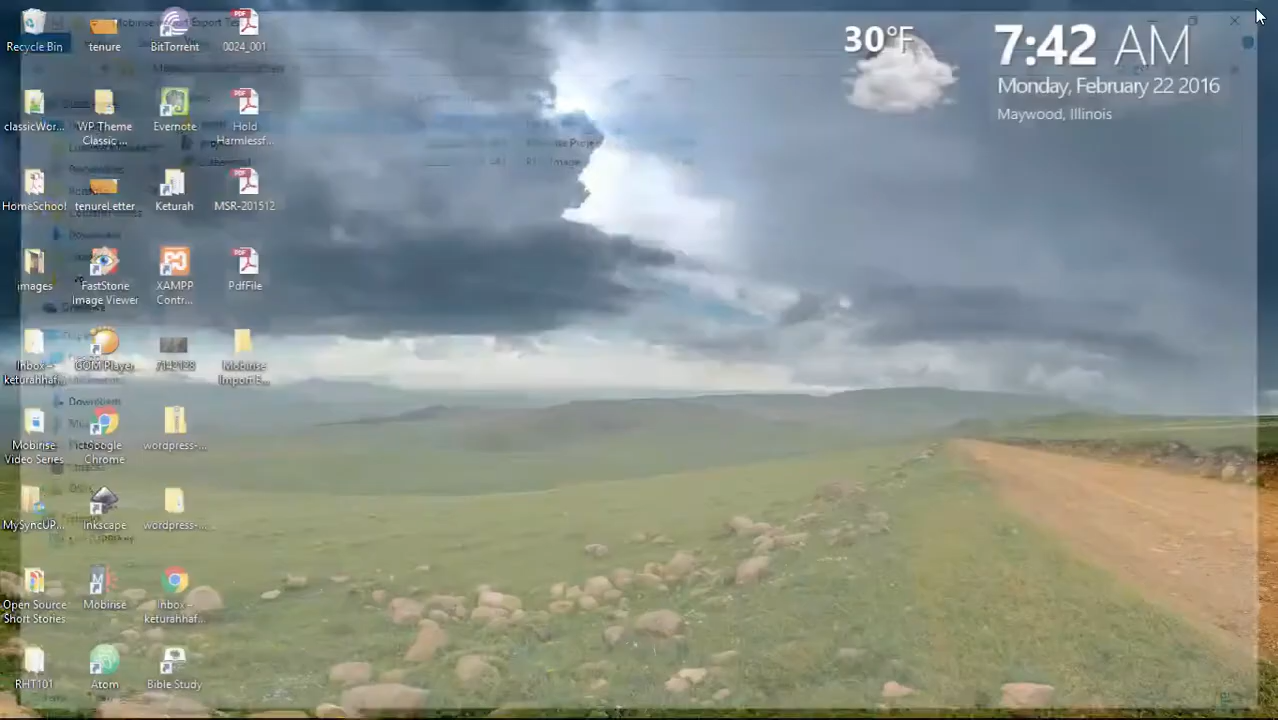 Recycle Bin
tenure
BitTorrent
0024_001
30°F
7:42 AM
Monday, February 22 2016
Maywood, Illinois
classicWor...
WP Theme
Classic ...
Evernote
Hold
Harmlessf...
HomeSchool
tenureLetter
Keturah
MSR-201512
images
FastStone
Image Viewer
XAMPP
Contr...
PdfFile
Inbox –
keturahhaf...
GOM Player
7142128
Mobirise
ImportE...
Downloads
Mobirise
Video Series
Google
Chrome
wordpress-...
MySyncUP...
Inkscape
wordpress-...
Open Source
Short Stories
Mobirise
Inbox –
keturahhaf...
RHT101
Atom
Bible Study